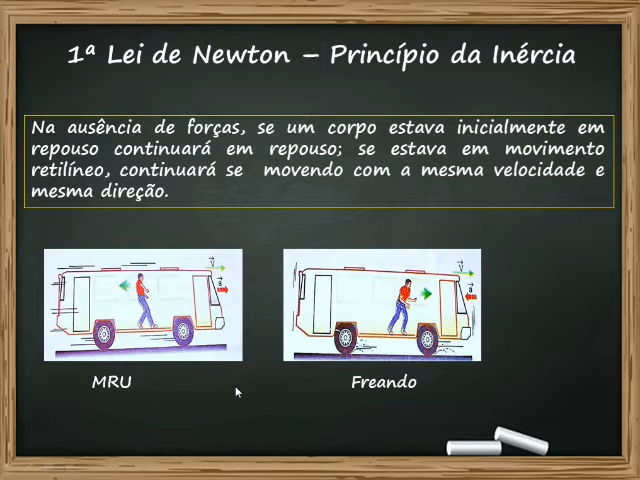 1ª Lei de Newton – Princípio da Inércia
Na ausência de forças, se um corpo estava inicialmente em
repouso continuará em repouso; se estava em movimento
retilíneo, continuará se movendo com a mesma velocidade e
mesma direção.
V
a
V
a
MRU
Freando